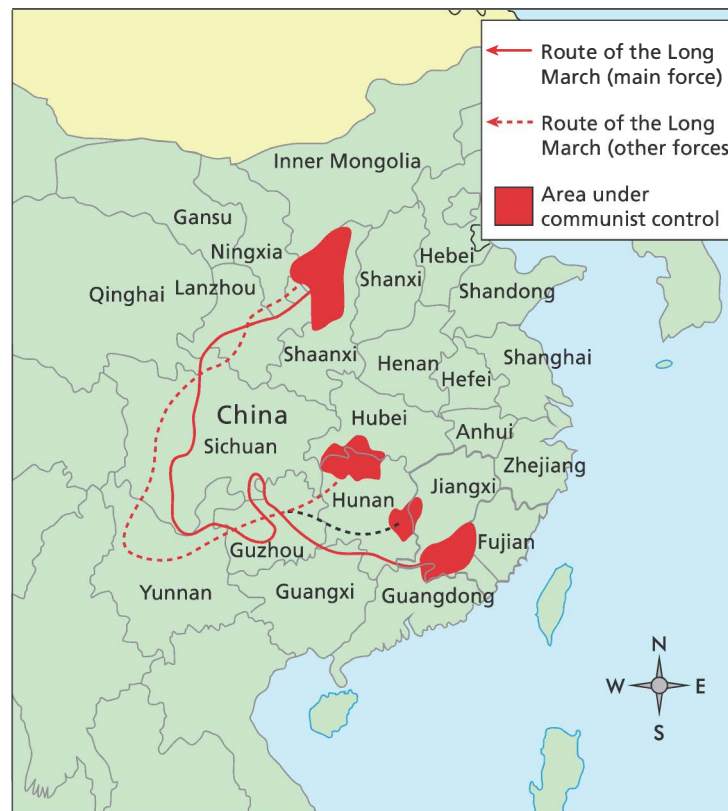 Route of the Long
March (main force)
Route of the Long
March (other forces
Area under
communist control
Inner Mongolia
Gansu
Ningxia
Hebei
Shanxi
Qinghai
Lanzhou
Shandong
Shaanxi
Henan
Shanghai
Hefei
China
Hubei
Anhui
Sichuan
Zhejiang
Hunan
Jiangxi
Guzhou
Fujian
Yunnan
Guangxi
Guangdong
N
W
E
S